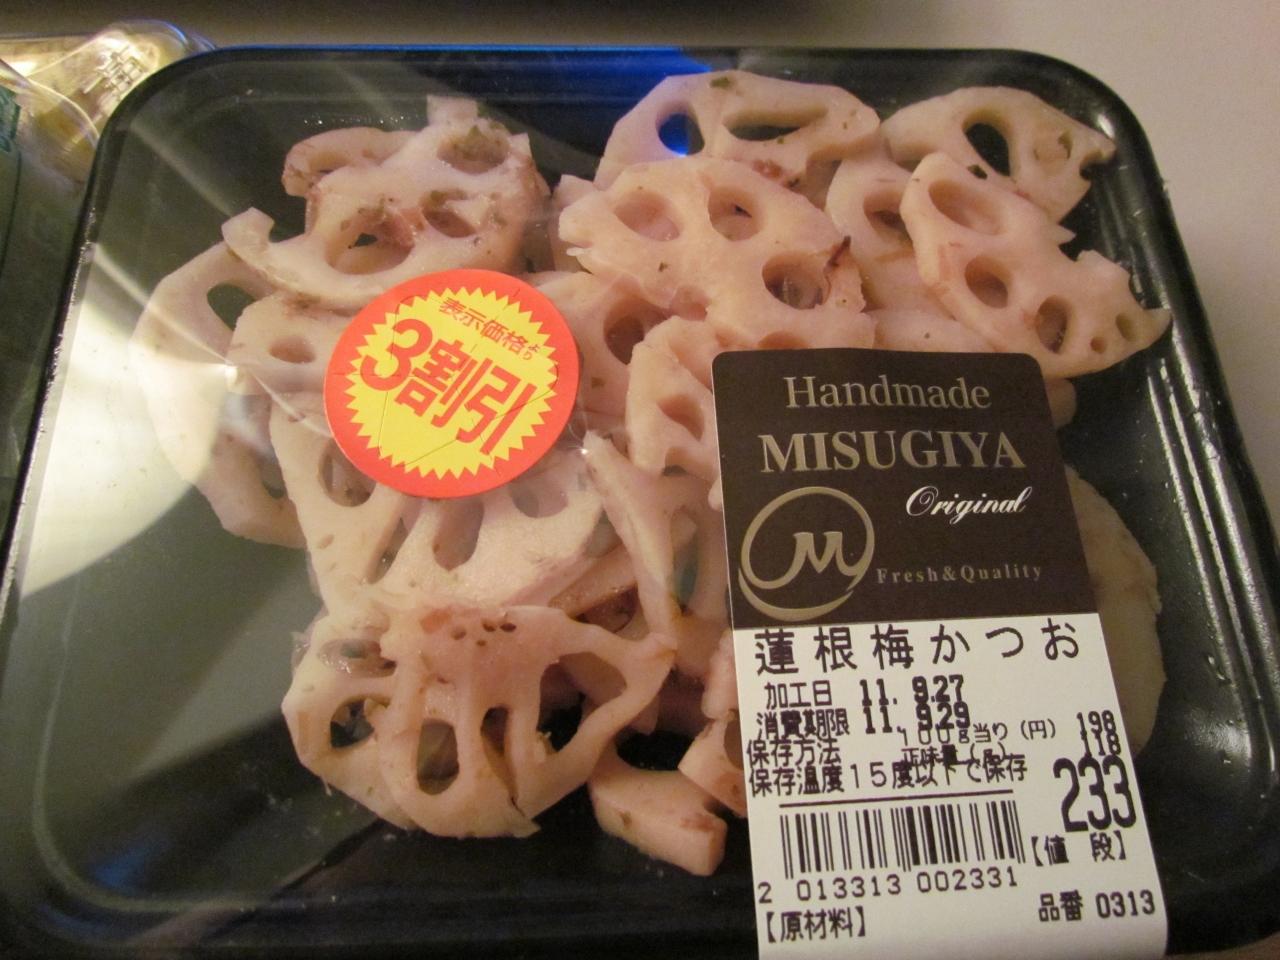 表示価格より
3割引
Handmade
MISUGIYA
Original
M
Fresh&Quality
蓮根梅かつお
加工日 11. 9.27
消費期限 11. 9.29
100g当り(円) 198
保存方法 正味量(g) 118
保存温度15度以下で保存
233
【値 段】
2 013313 002331
品番 0313
【原材料】